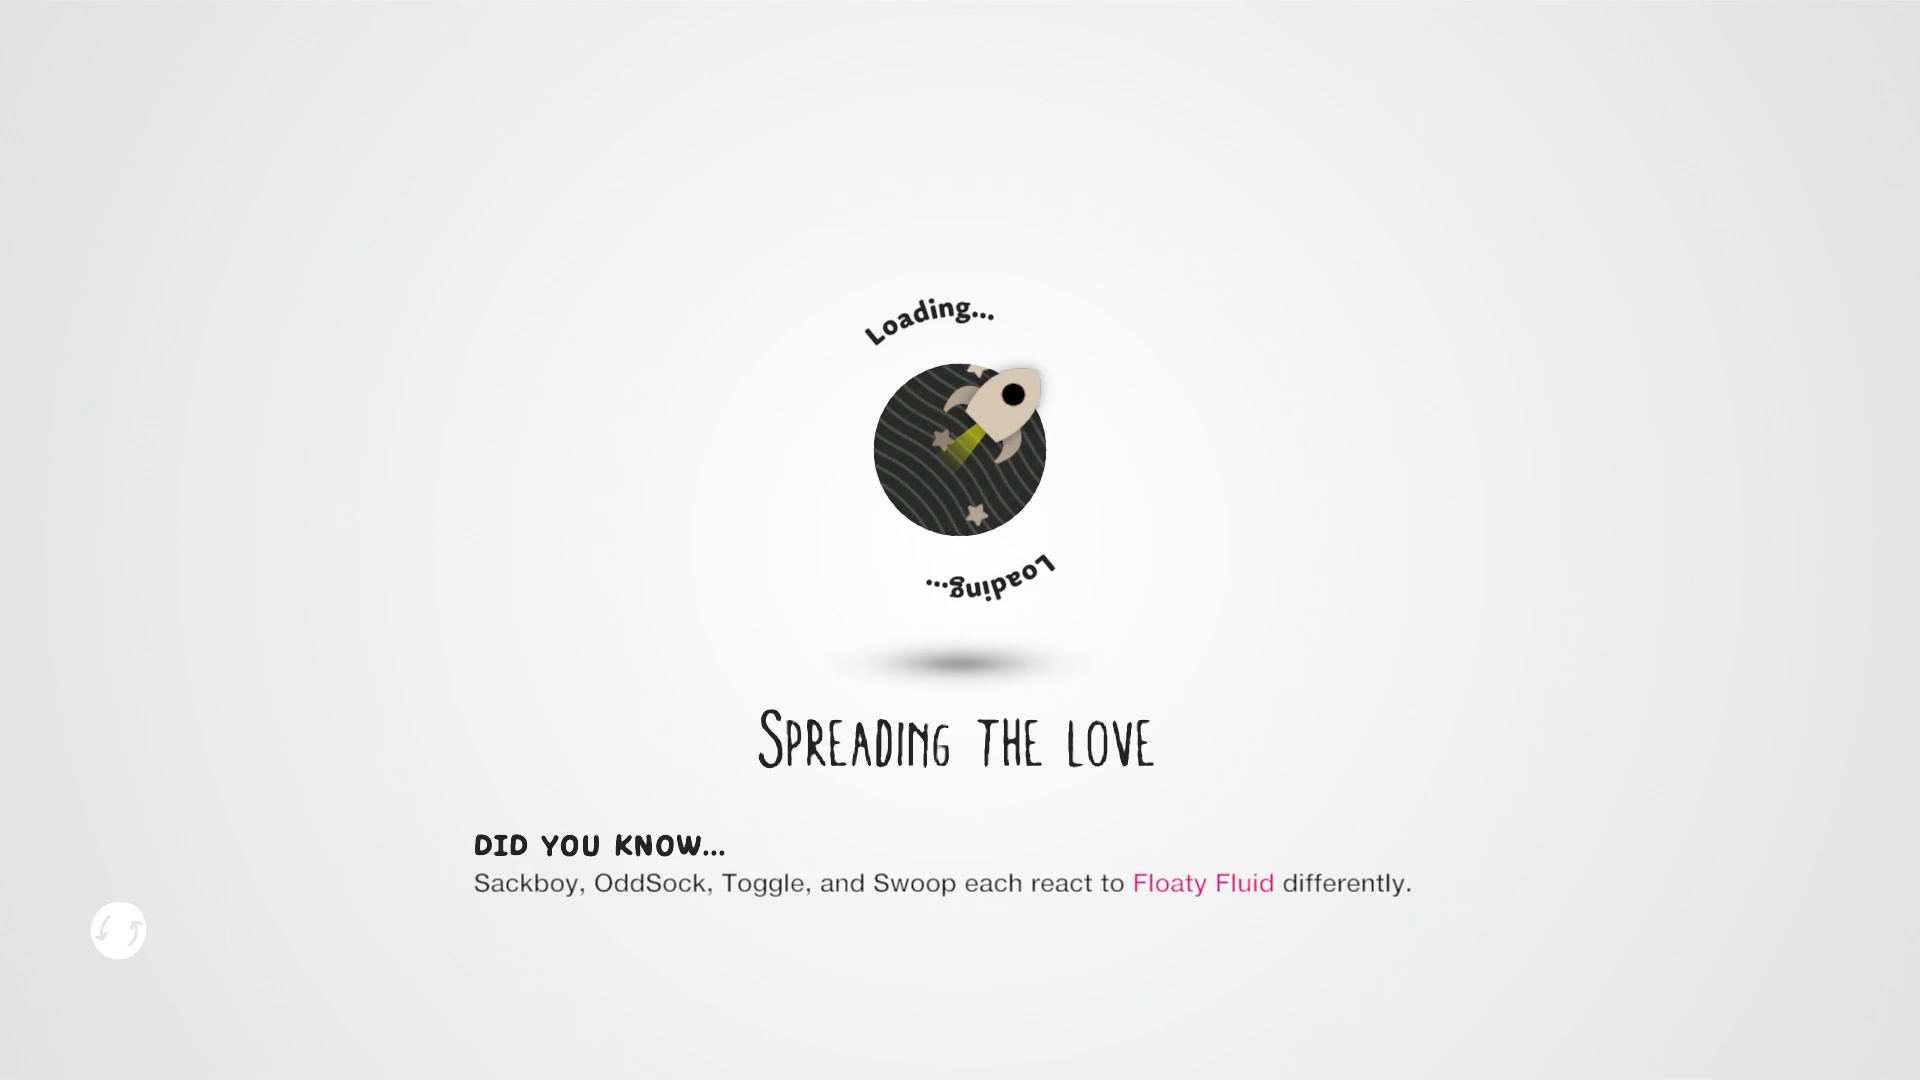 Loading...
Loading...
Spreading the love
DID YOU KNOW...
Sackboy, OddSock, Toggle, and Swoop each react to Floaty Fluid differently.